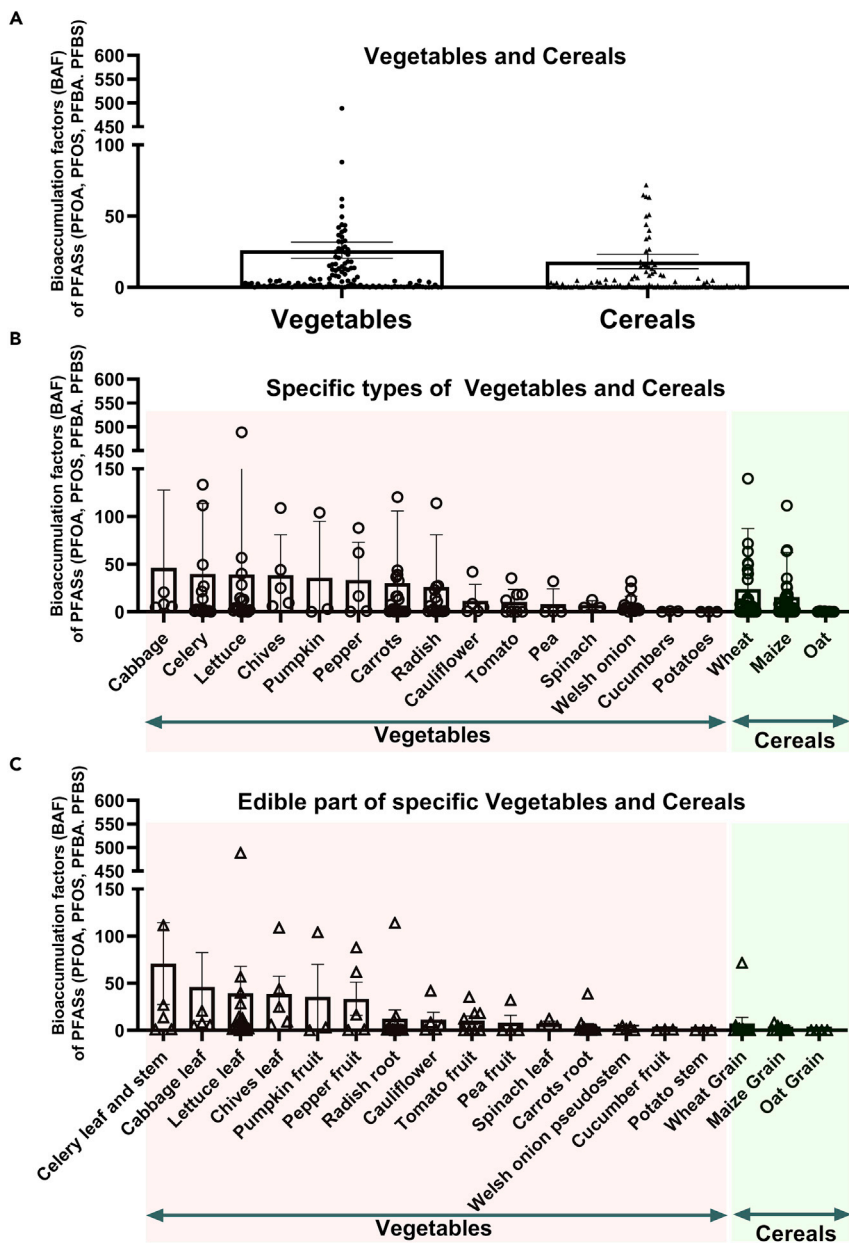 A
Vegetables and Cereals
Bioaccumulation factors (BAF)
of PFASs (PFOA, PFOS, PFBA. PFBS)
600
550
500
450
100
50
0
Vegetables
Cereals
B
Specific types of Vegetables and Cereals
Bioaccumulation factors (BAF)
of PFASs (PFOA, PFOS, PFBA. PFBS)
600
550
500
450
150
100
50
0
Cabbage
Celery
Lettuce
Chives
Pumpkin
Pepper
Carrots
Radish
Cauliflower
Tomato
Pea
Spinach
Welsh onion
Cucumbers
Potatoes
Wheat
Maize
Oat
Vegetables
Cereals
C
Edible part of specific Vegetables and Cereals
Bioaccumulation factors (BAF)
of PFASs (PFOA, PFOS, PFBA. PFBS)
600
550
500
450
150
100
50
0
Celery leaf and stem
Cabbage leaf
Lettuce leaf
Chives leaf
Pumpkin fruit
Pepper fruit
Radish root
Cauliflower
Tomato fruit
Pea fruit
Spinach leaf
Carrots root
Welsh onion pseudostem
Cucumber fruit
Potato stem
Wheat Grain
Maize Grain
Oat Grain
Vegetables
Cereals